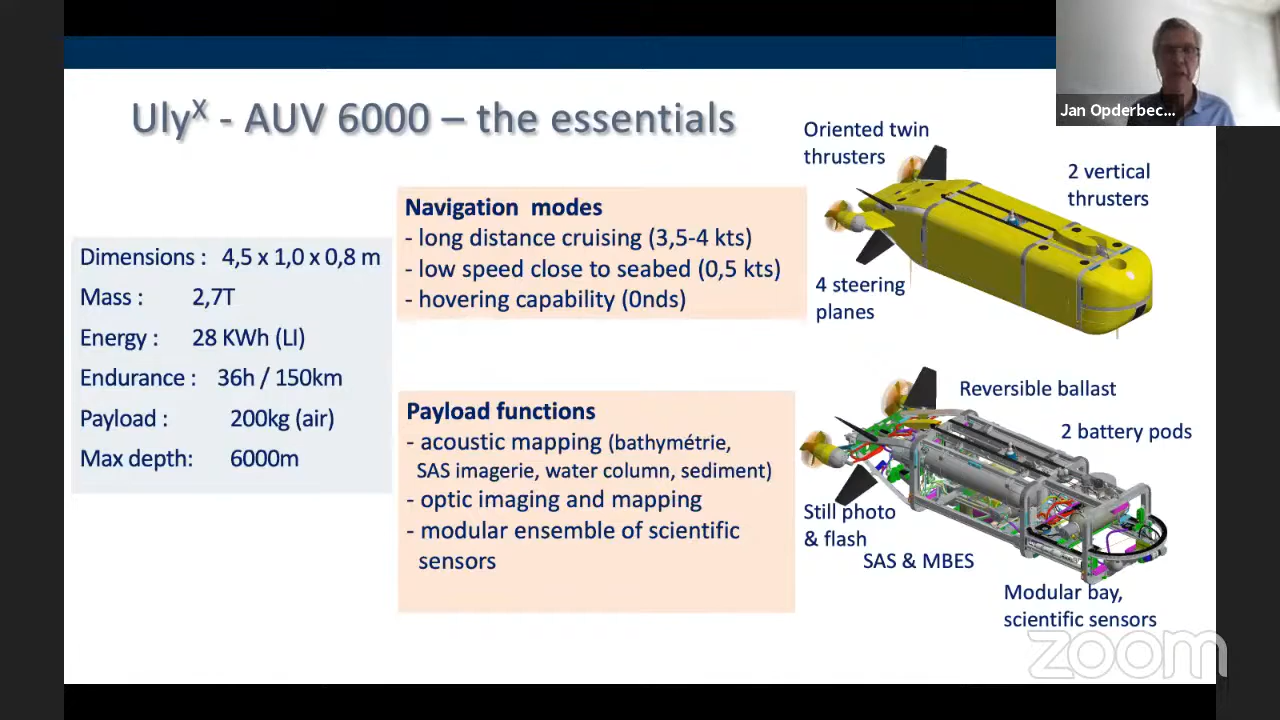 Ulyˣ - AUV 6000 – the essentials
Jan Opderbec...
Dimensions : 4,5 x 1,0 x 0,8 m
Mass : 2,7T
Energy : 28 KWh (LI)
Endurance : 36h / 150km
Payload : 200kg (air)
Max depth: 6000m
Navigation modes
- long distance cruising (3,5-4 kts)
- low speed close to seabed (0,5 kts)
- hovering capability (0nds)
Payload functions
- acoustic mapping (bathymétrie,
SAS imagerie, water column, sediment)
- optic imaging and mapping
- modular ensemble of scientific
sensors
Oriented twin
thrusters
2 vertical
thrusters
4 steering
planes
Reversible ballast
2 battery pods
Still photo
& flash
SAS & MBES
Modular bay,
scientific sensors
zoom